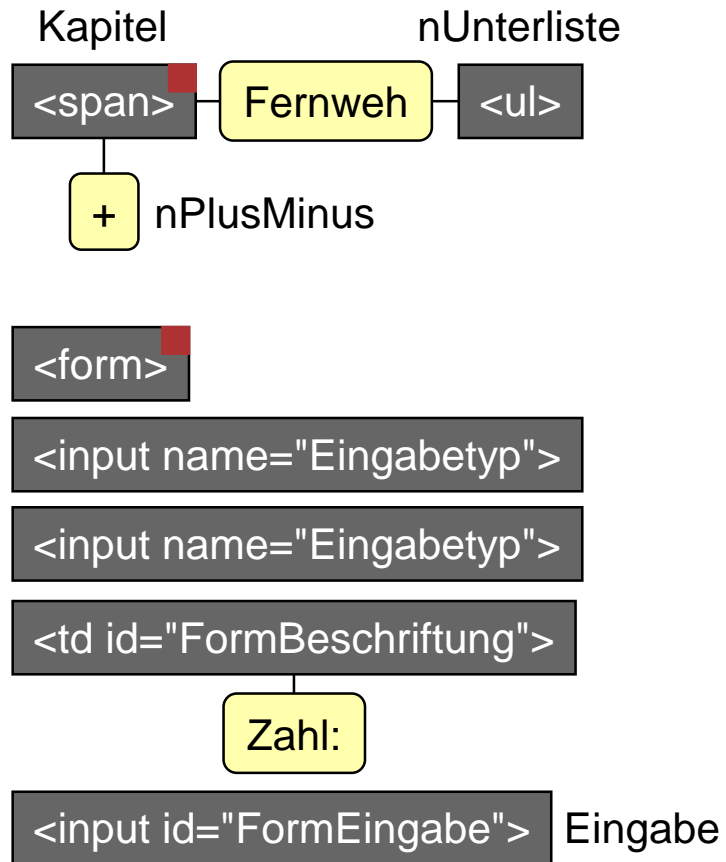 Kapitel nUnterliste
<span> Fernweh <ul>
+ nPlusMinus
<form>
<input name="Eingabetyp">
<input name="Eingabetyp">
<td id="FormBeschriftung">
Zahl:
<input id="FormEingabe"> Eingabe